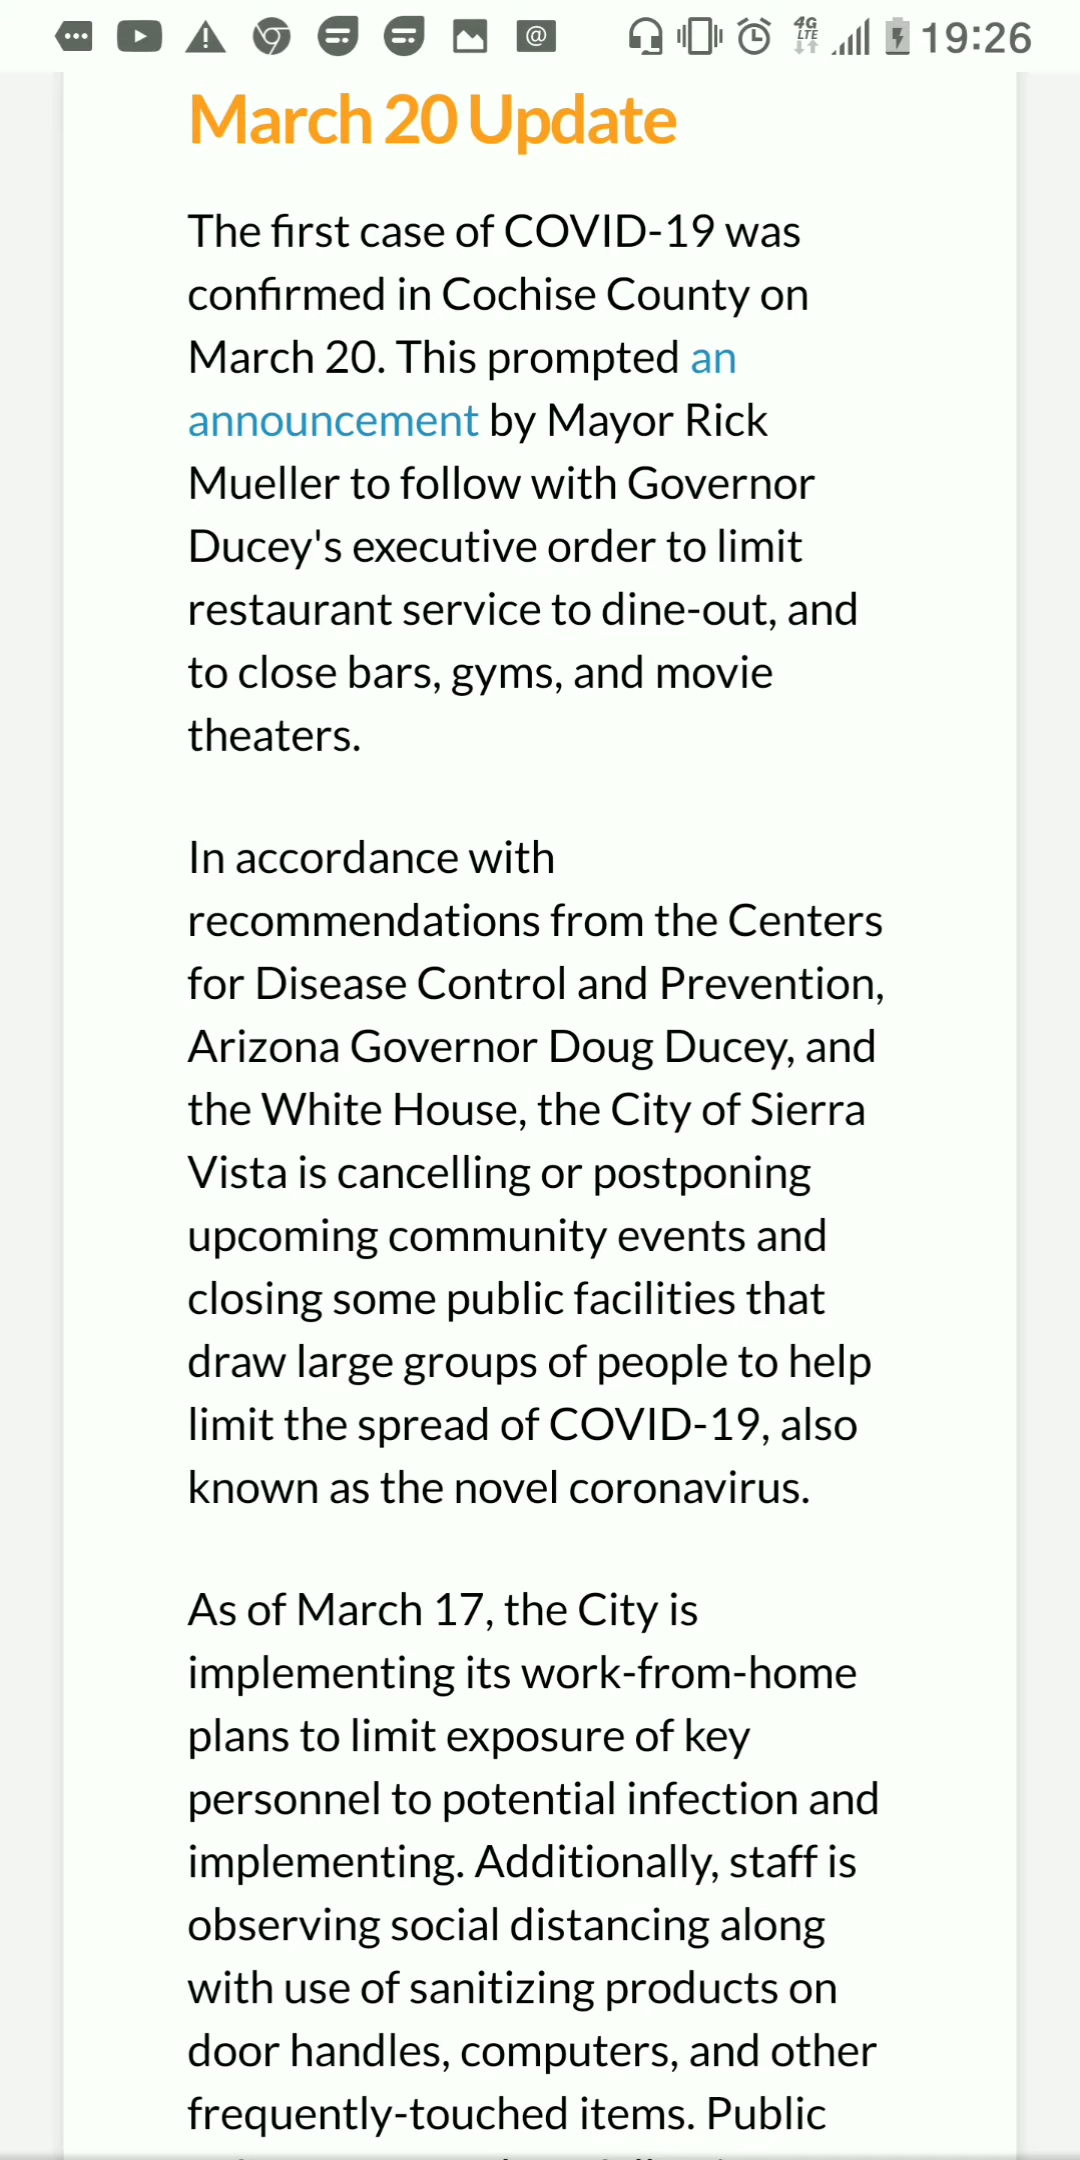 4G
LTE
19:26
March 20 Update
The first case of COVID-19 was
confirmed in Cochise County on
March 20. This prompted an
announcement by Mayor Rick
Mueller to follow with Governor
Ducey's executive order to limit
restaurant service to dine-out, and
to close bars, gyms, and movie
theaters.
In accordance with
recommendations from the Centers
for Disease Control and Prevention,
Arizona Governor Doug Ducey, and
the White House, the City of Sierra
Vista is cancelling or postponing
upcoming community events and
closing some public facilities that
draw large groups of people to help
limit the spread of COVID-19, also
known as the novel coronavirus.
As of March 17, the City is
implementing its work-from-home
plans to limit exposure of key
personnel to potential infection and
implementing. Additionally, staff is
observing social distancing along
with use of sanitizing products on
door handles, computers, and other
frequently-touched items. Public